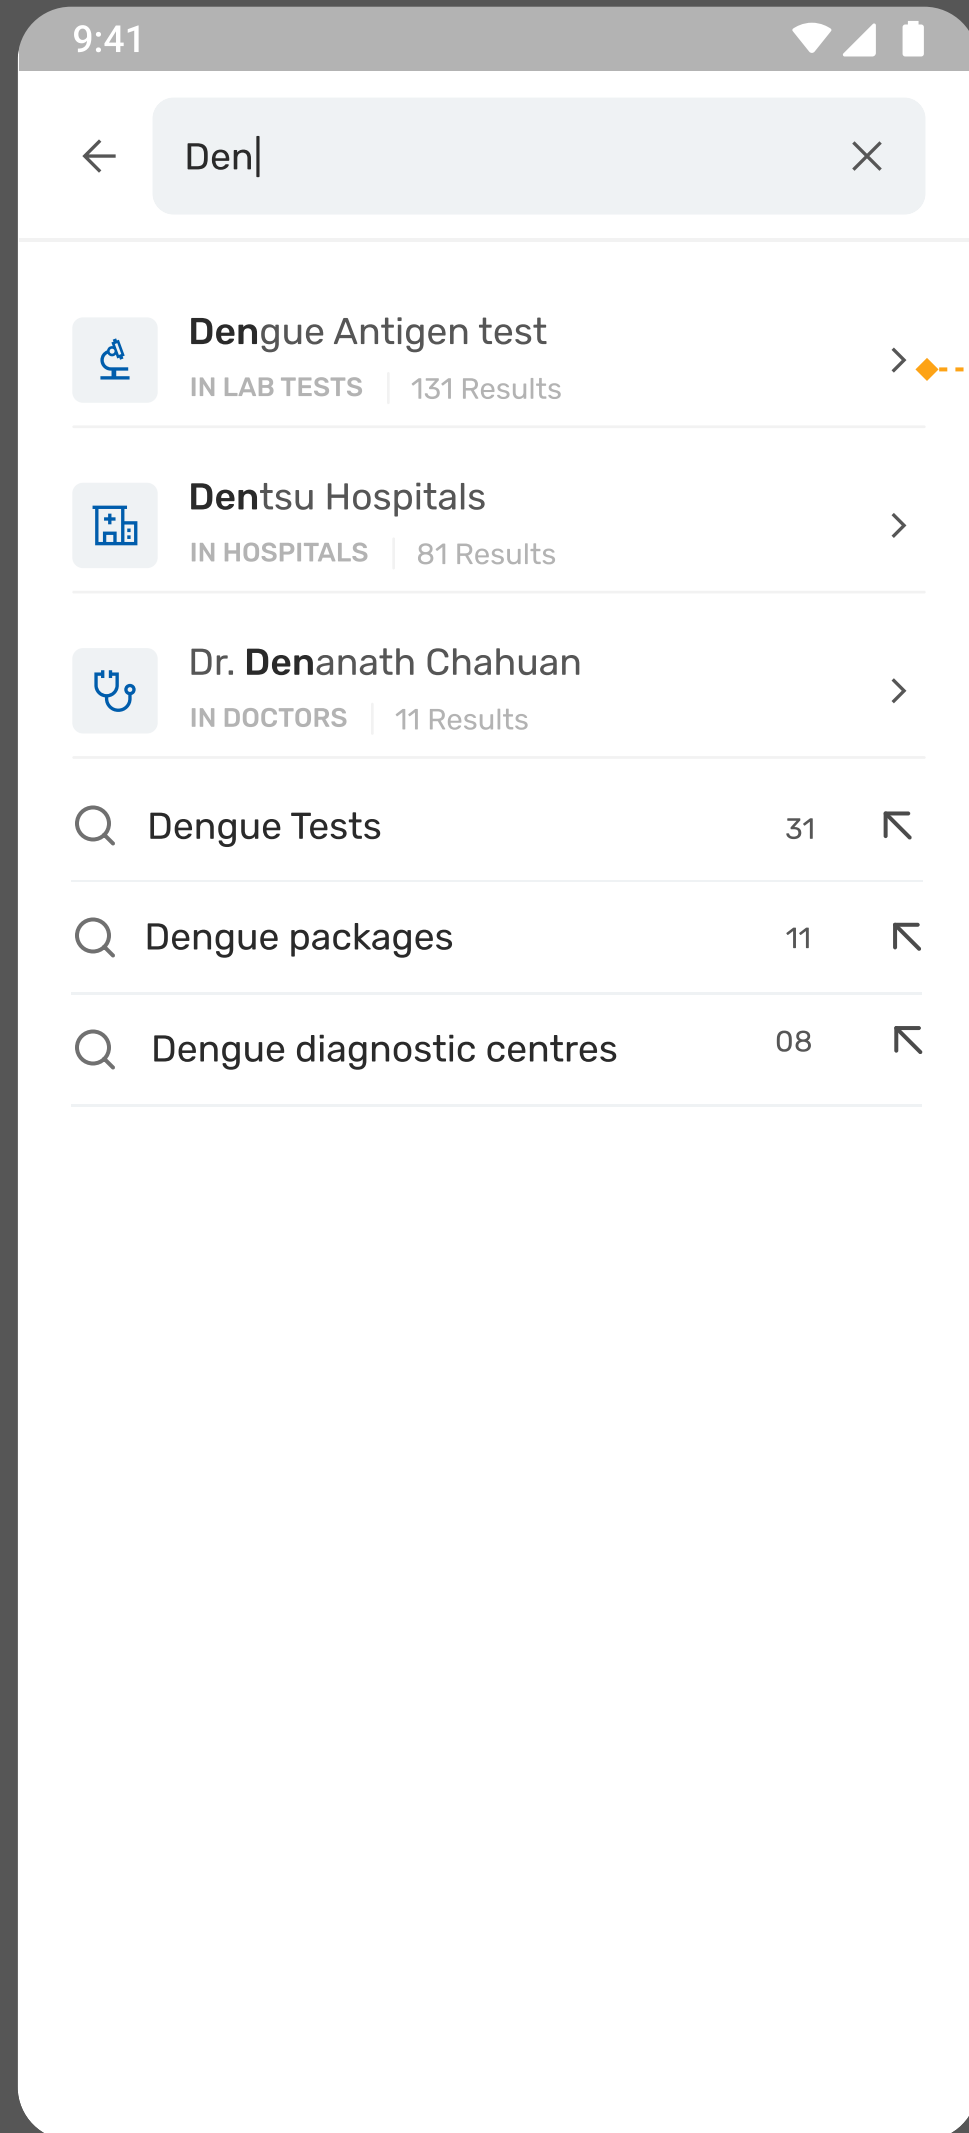 9:41
Den
Dengue Antigen test
IN LAB TESTS 131 Results
Dentsu Hospitals
IN HOSPITALS 81 Results
Dr. Denanath Chahuan
IN DOCTORS 11 Results
Dengue Tests 31
Dengue packages 11
Dengue diagnostic centres 08